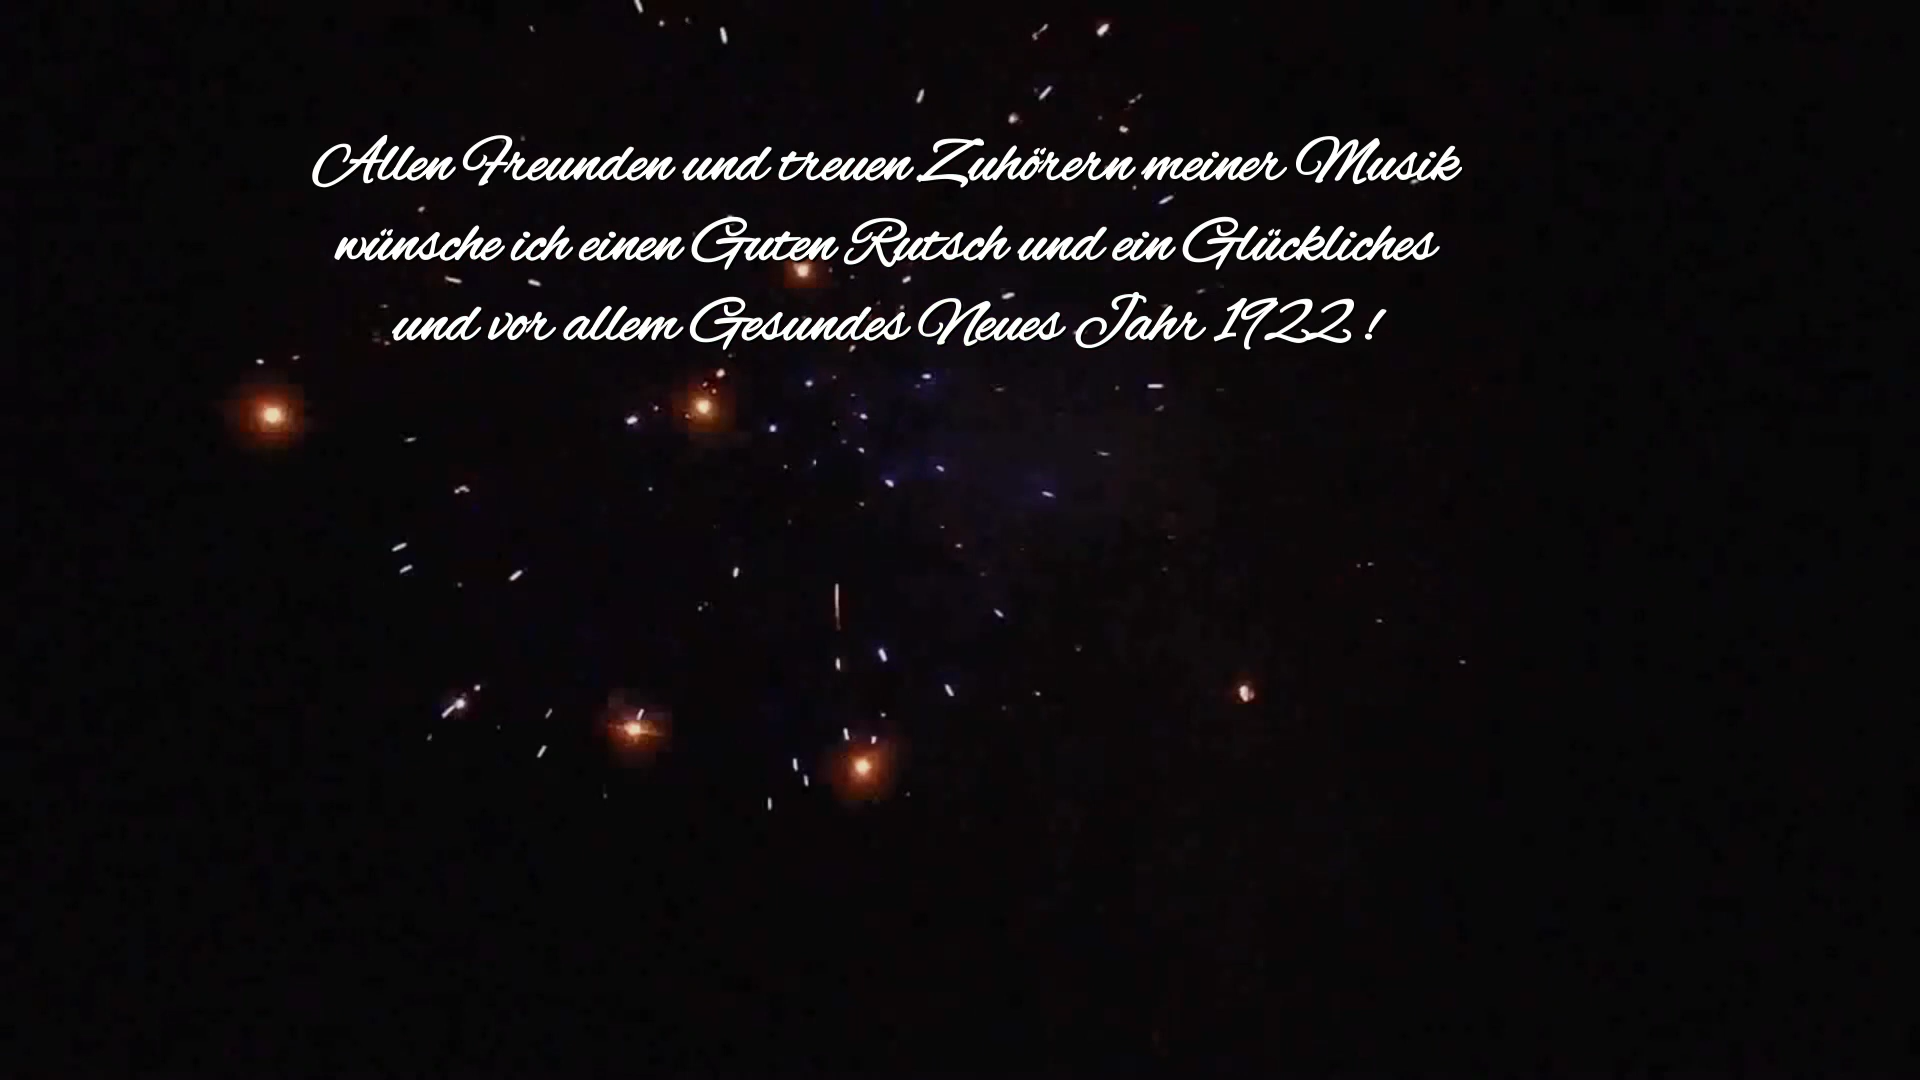 Allen Freunden und treuen Zuhörern meiner Musik
wünsche ich einen Guten Rutsch und ein Glückliches
und vor allem Gesundes Neues Jahr 1922 !